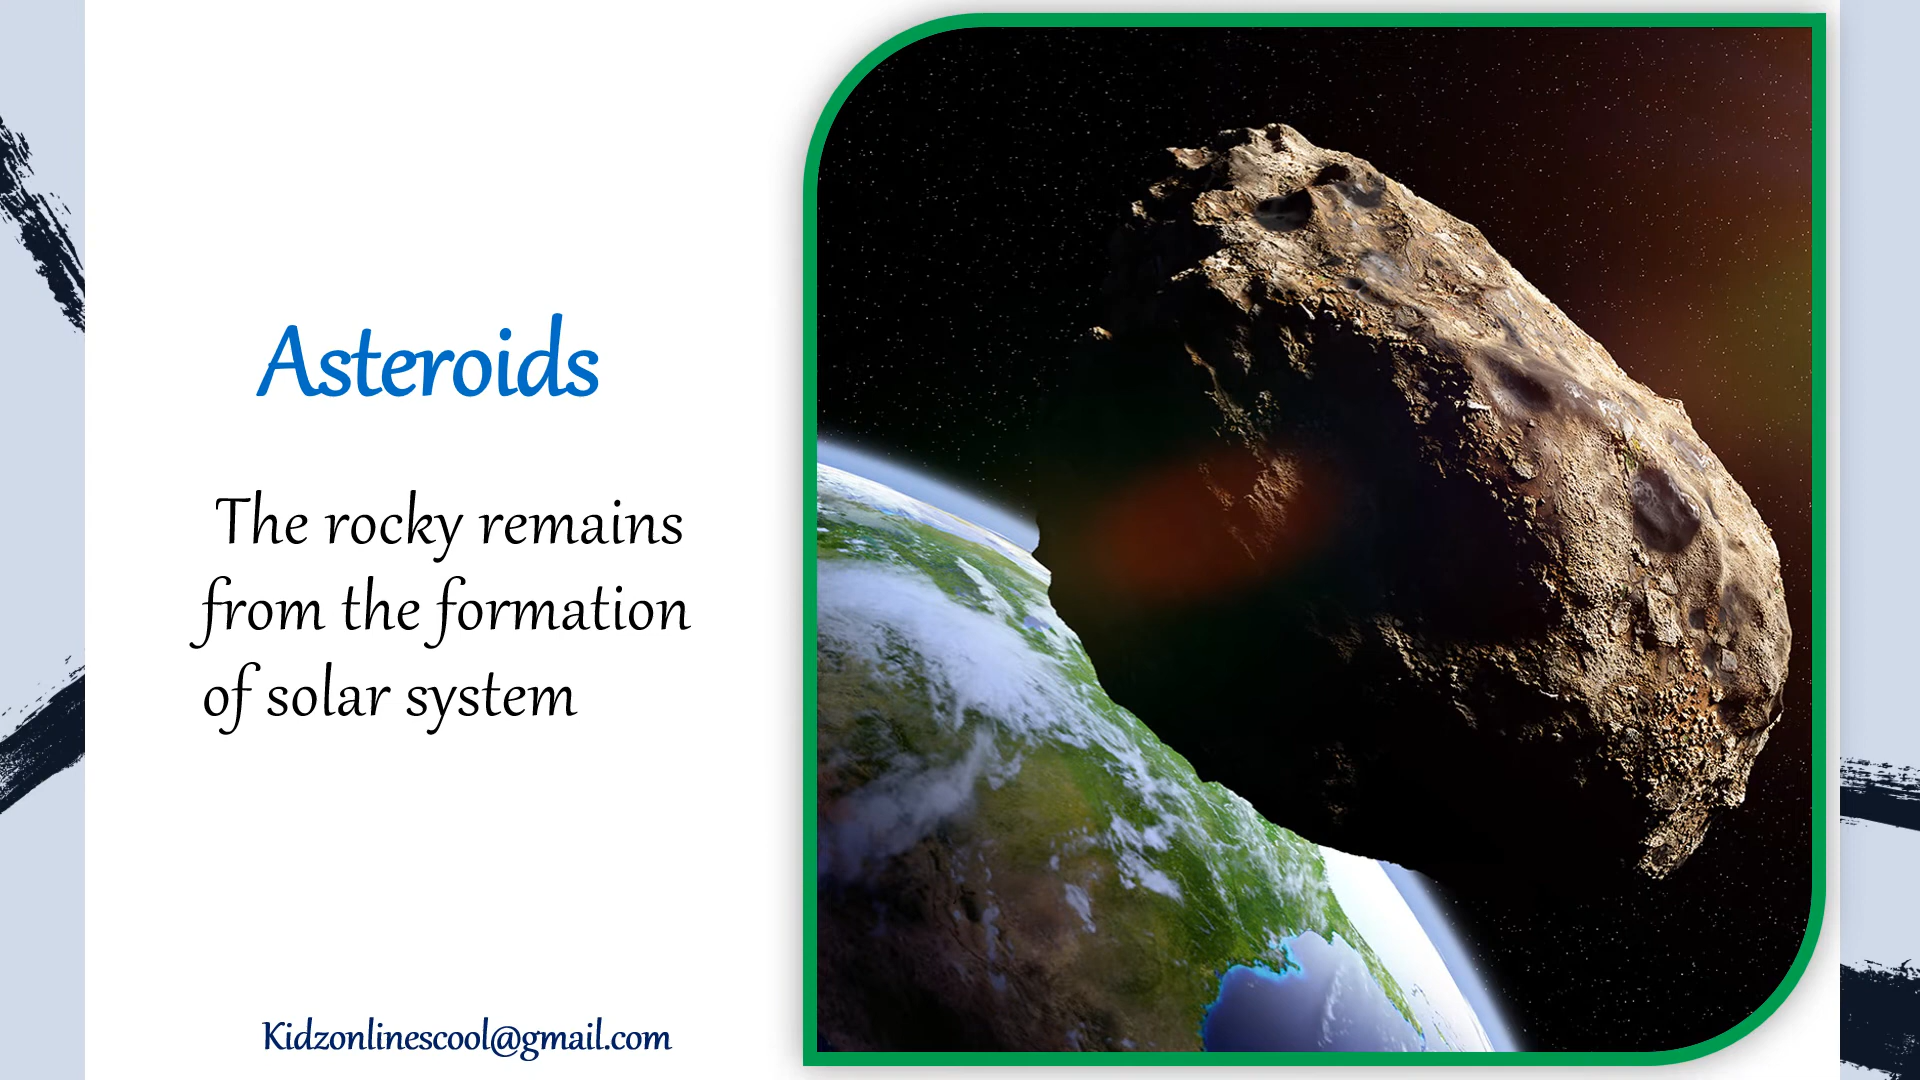 Asteroids
The rocky remains
from the formation
of solar system
Kidzonlinescool@gmail.com